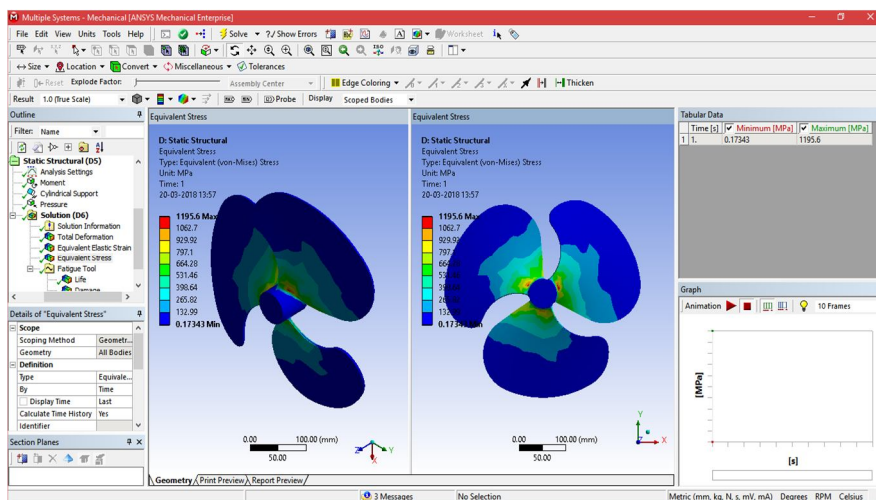 Multiple Systems - Mechanical [ANSYS Mechanical Enterprise]
File Edit View Units Tools Help Solve ?/ Show Errors Worksheet
Size Location Convert Miscellaneous Tolerances
Reset Explode Factor: Assembly Center Edge Coloring Thicken
Result 1.0 (True Scale) Probe Display Scoped Bodies
Outline
Filter: Name
Static Structural (D5)
Analysis Settings
Moment
Cylindrical Support
Pressure
Solution (D6)
Solution Information
Total Deformation
Equivalent Elastic Strain
Equivalent Stress
Fatigue Tool
Life
Damage
Details of "Equivalent Stress"
Scope
Scoping Method Geometr...
Geometry All Bodies
Definition
Type Equivale...
By Time
Display Time Last
Calculate Time History Yes
Identifier
Section Planes
Equivalent Stress
D: Static Structural
Equivalent Stress
Type: Equivalent (von-Mises) Stress
Unit: MPa
Time: 1
20-03-2018 13:57
1195.6 Max
1062.7
929.92
797.1
664.28
531.46
398.64
265.82
132.99
0.17343 Min
0.00 100.00 (mm)
50.00
Z Y X
Geometry Print Preview Report Preview
Equivalent Stress
D: Static Structural
Equivalent Stress
Type: Equivalent (von-Mises) Stress
Unit: MPa
Time: 1
20-03-2018 13:57
1195.6 Max
1062.7
929.92
797.1
0.00 100.00 (mm)
50.00
Y
Z X
Tabular Data
Time [s] Minimum [MPa] Maximum [MPa]
1 1. 0.17343 1195.6
Graph
Animation 10 Frames
[MPa]
[s]
3 Messages No Selection Metric (mm, kg, N, s, mV, mA) Degrees RPM Celsius